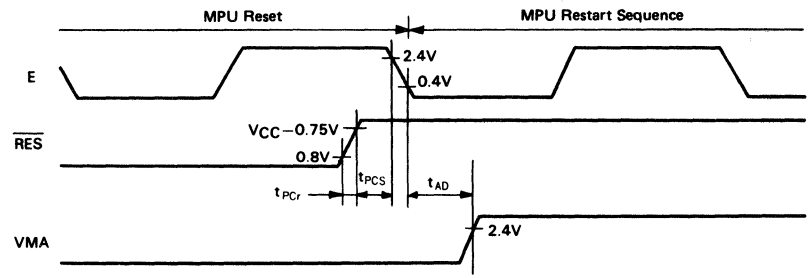 MPU Reset
MPU Restart Sequence
E
2.4V
0.4V
RES
VCC−0.75V
0.8V
tPCr
tPCS
tAD
VMA
2.4V